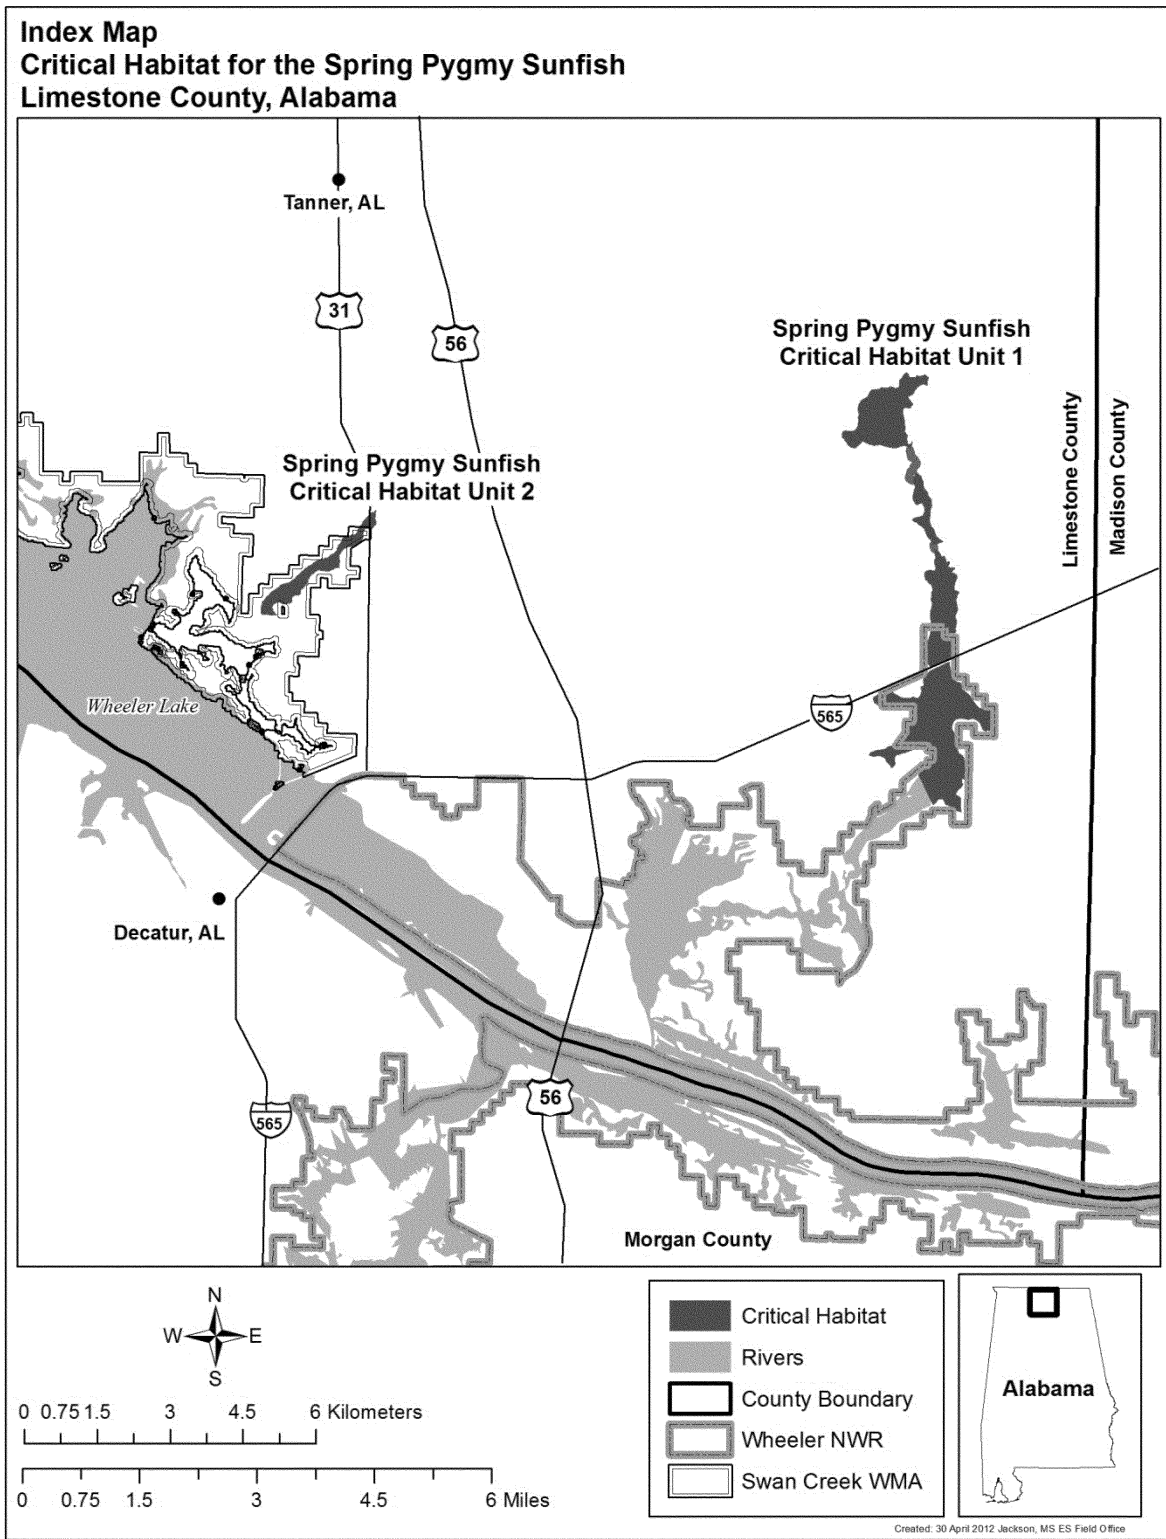 Index Map
Critical Habitat for the Spring Pygmy Sunfish
Limestone County, Alabama
Tanner, AL
31
56
Spring Pygmy Sunfish
Critical Habitat Unit 1
Limestone County
Madison County
Spring Pygmy Sunfish
Critical Habitat Unit 2
Wheeler Lake
565
Decatur, AL
56
565
Morgan County
N
W E
S
0 0.75 1.5 3 4.5 6 Kilometers
0 0.75 1.5 3 4.5 6 Miles
Critical Habitat
Rivers
County Boundary
Wheeler NWR
Swan Creek WMA
Alabama
Created: 30 April 2012 Jackson, MS ES Field Office